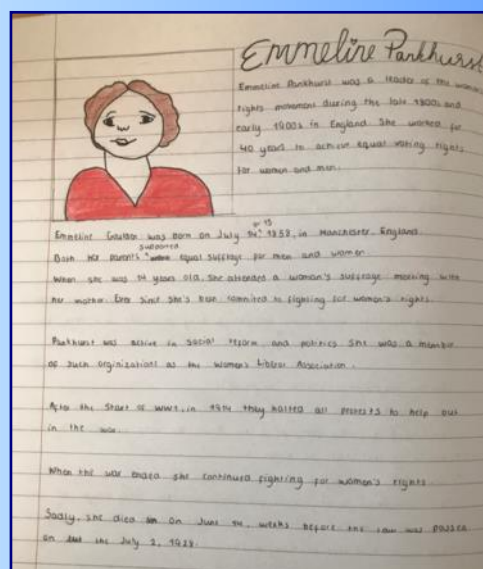 Emmeline Pankhurst
Emmeline Pankhurst was a leader of the women
rights movement during the late 1800s and
early 1900s in England. She worked for
40 years to achieve equal voting rights
for women and men.
or 15
Emmeline Goulden was born on July 14th 1858, in Manchester, England.
supported
Both her parents equal suffrage for men and women.
When she was 14 years old, she attended a woman's suffrage meeting with
her mother. Ever since she's been commited to fighting for women's rights.
Pankhurst was active in social reform, and politics. She was a member
of such orginizations as the Women's Liberal Association.
After the start of WW1, in 1914 they halted all protests to help out
in the war.
When the war ended she continued fighting for women's rights
Sadly, she died on on June 14, weeks before the law was passed
on the July 2, 1928.